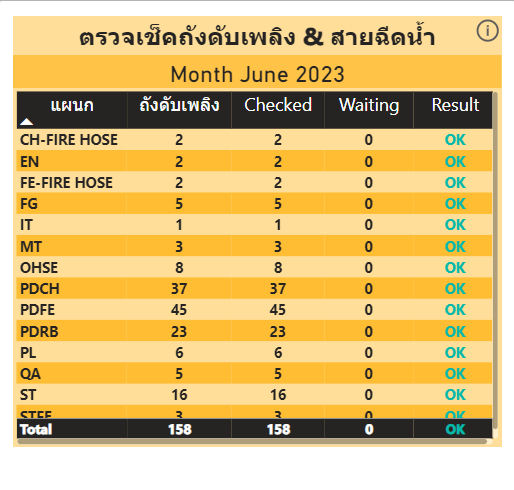 ตรวจเช็คถังดับเพลิง & สายฉีดน้ำ
Month June 2023
แผนก ถังดับเพลิง Checked Waiting Result
CH-FIRE HOSE 2 2 0 OK
EN 2 2 0 OK
FE-FIRE HOSE 2 2 0 OK
FG 5 5 0 OK
IT 1 1 0 OK
MT 3 3 0 OK
OHSE 8 8 0 OK
PDCH 37 37 0 OK
PDFE 45 45 0 OK
PDRB 23 23 0 OK
PL 6 6 0 OK
QA 5 5 0 OK
ST 16 16 0 OK
3 3 0 OK
Total 158 158 0 OK